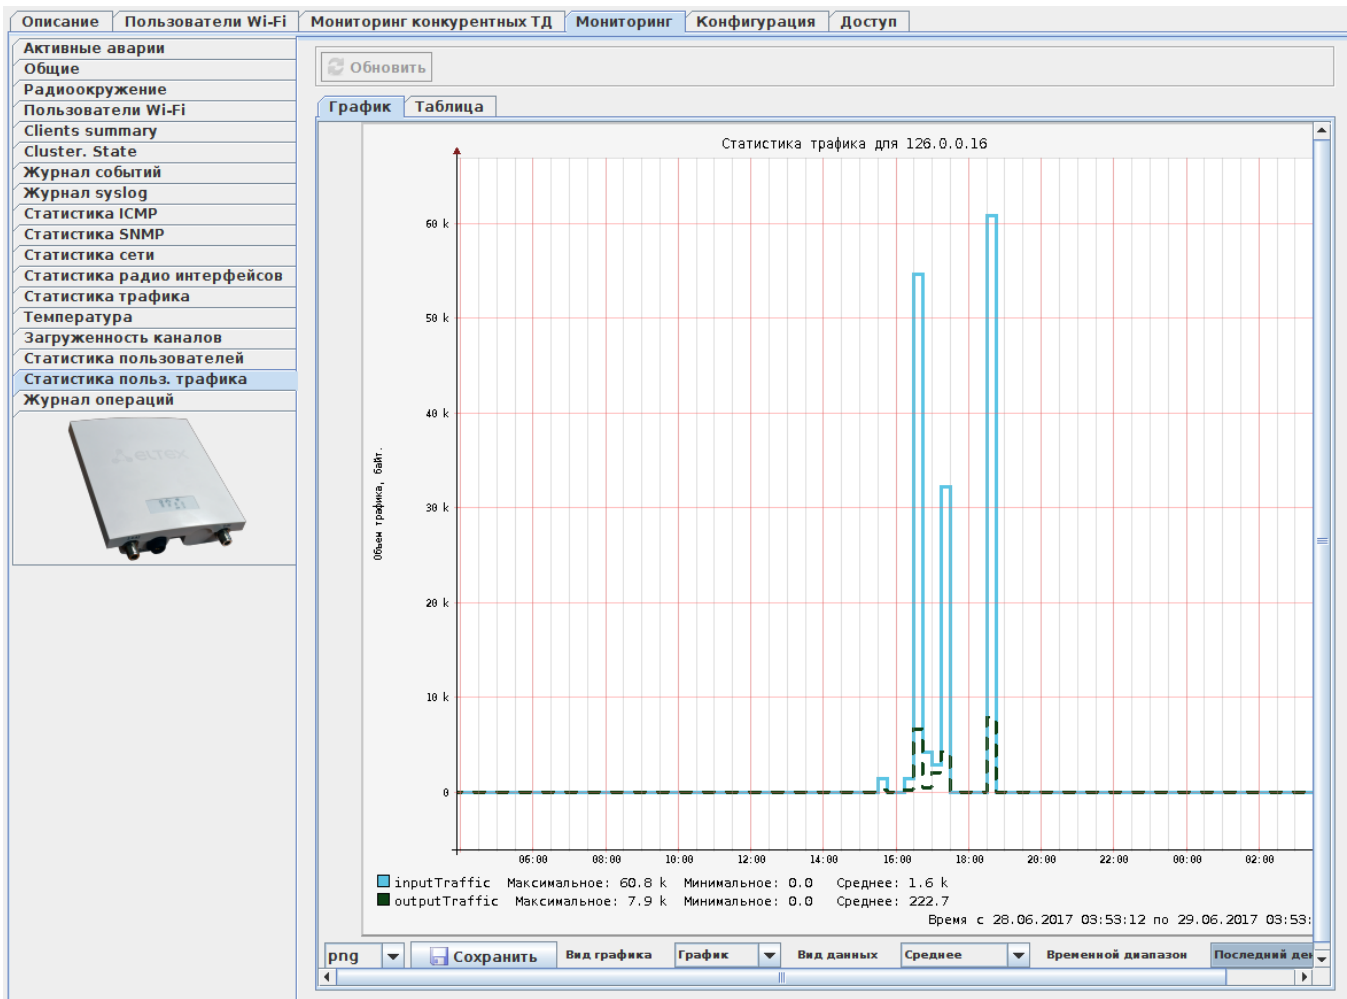 Описание Пользователи Wi-Fi Мониторинг конкурентных ТД Мониторинг Конфигурация Доступ
Активные аварии
Общие
Радиоокружение
Пользователи Wi-Fi
Clients summary
Cluster. State
Журнал событий
Журнал syslog
Статистика ICMP
Статистика SNMP
Статистика сети
Статистика радио интерфейсов
Статистика трафика
Температура
Загруженность каналов
Статистика пользователей
Статистика польз. трафика
Журнал операций
ELTEX
Обновить
График Таблица
Статистика трафика для 126.0.0.16
Объем трафика, байт.
60 k
50 k
40 k
30 k
20 k
10 k
0
06:00 08:00 10:00 12:00 14:00 16:00 18:00 20:00 22:00 00:00 02:00
inputTraffic Максимальное: 60.8 k Минимальное: 0.0 Среднее: 1.6 k
outputTraffic Максимальное: 7.9 k Минимальное: 0.0 Среднее: 222.7
Время с 28.06.2017 03:53:12 по 29.06.2017 03:53:
png Сохранить Вид графика График Вид данных Среднее Временной диапазон Последний ден